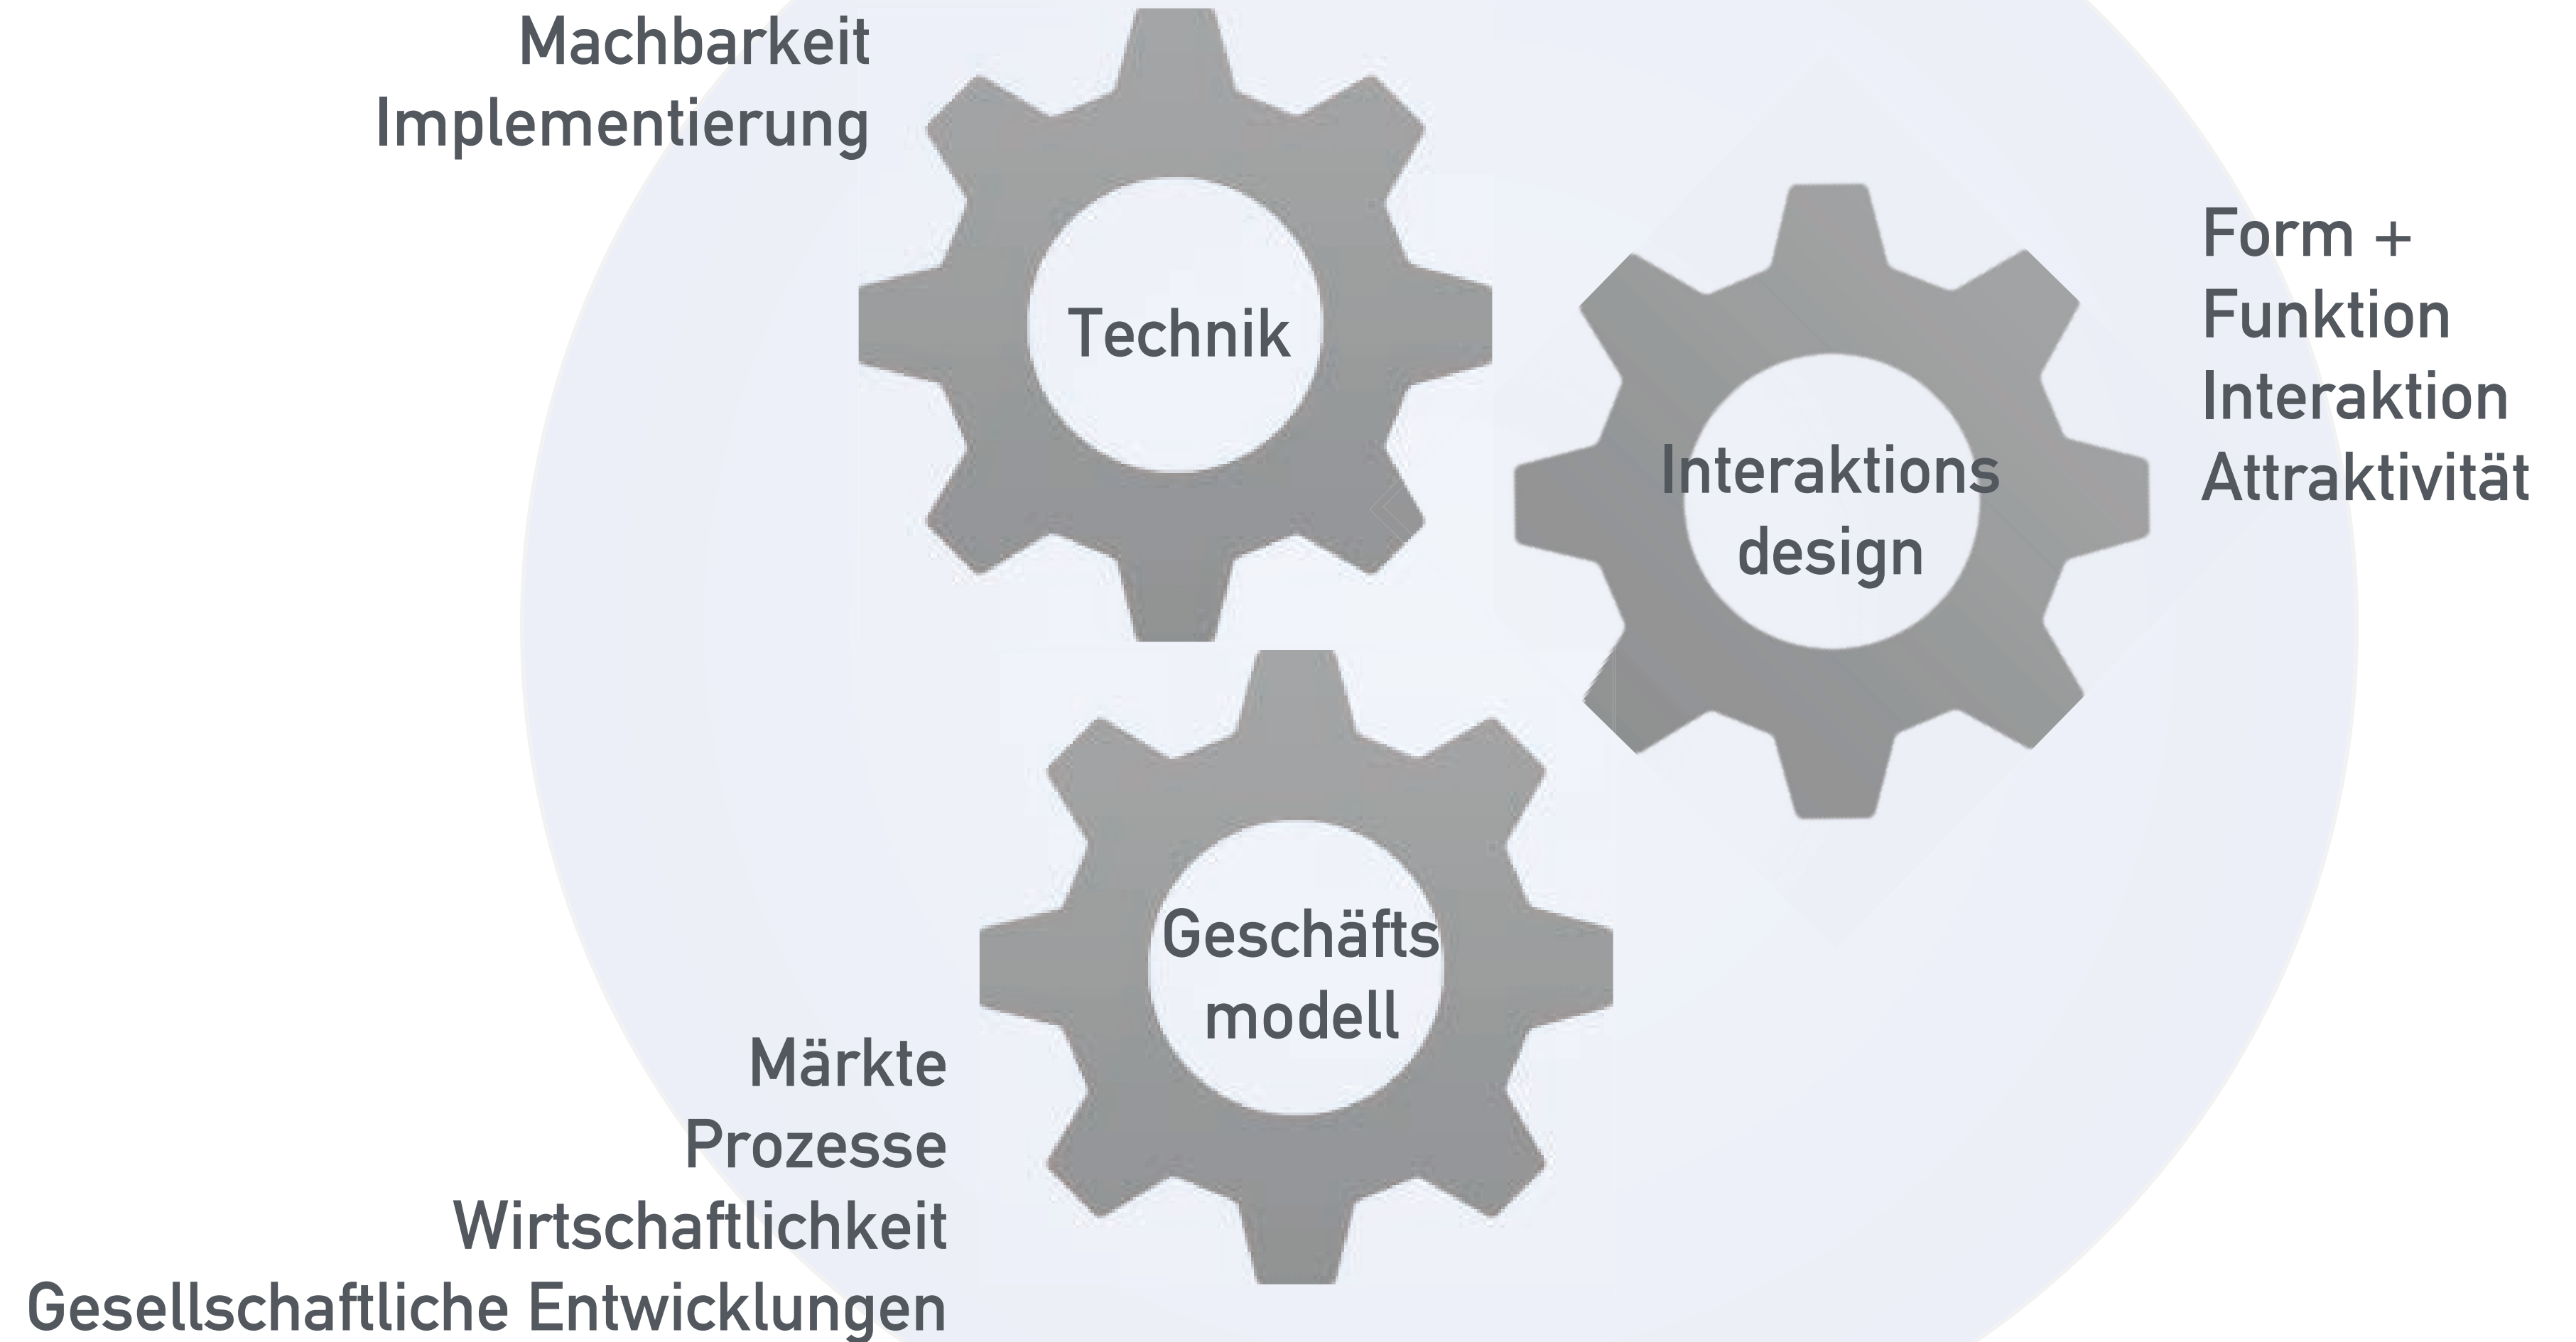 Machbarkeit
Implementierung
Technik
Form +
Funktion
Interaktion
Attraktivität
Interaktions
design
Geschäfts
modell
Märkte
Prozesse
Wirtschaftlichkeit
Gesellschaftliche Entwicklungen